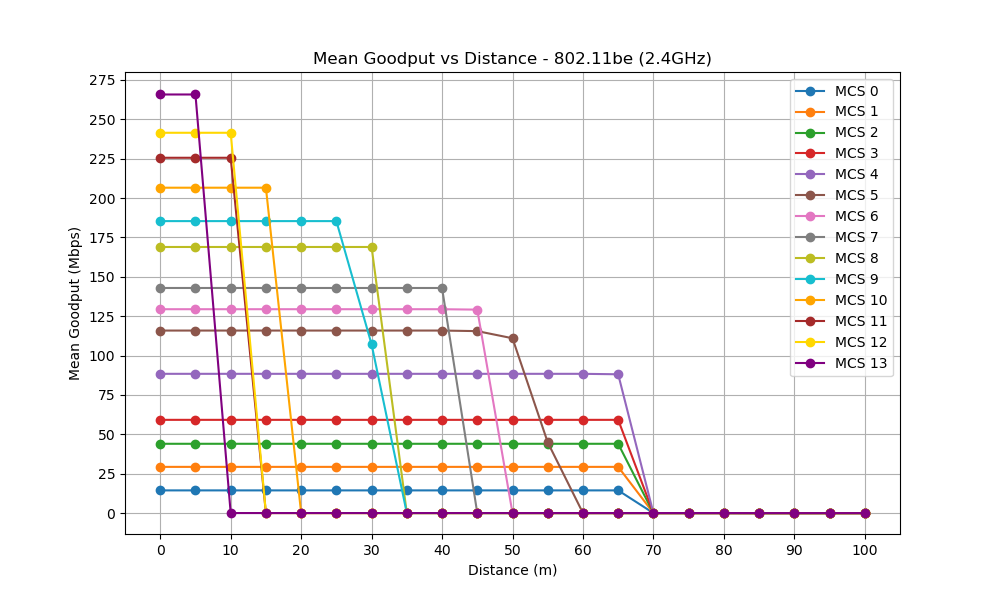 Mean Goodput vs Distance - 802.11be (2.4GHz)
Mean Goodput (Mbps)
275
250
225
200
175
150
125
100
75
50
25
0
0 10 20 30 40 50 60 70 80 90 100
Distance (m)
MCS 0
MCS 1
MCS 2
MCS 3
MCS 4
MCS 5
MCS 6
MCS 7
MCS 8
MCS 9
MCS 10
MCS 11
MCS 12
MCS 13